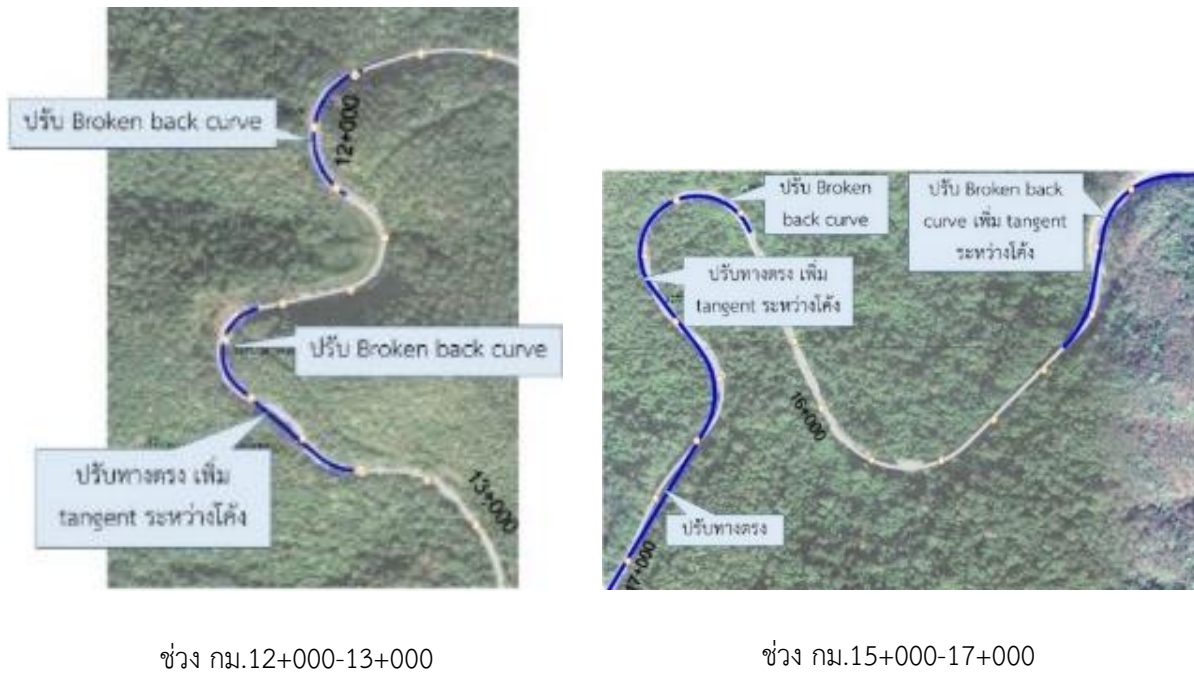 ปรับ Broken back curve
12+000
ปรับ Broken back curve
ปรับทางตรง เพิ่ม
tangent ระหว่างโค้ง
13+000
ปรับ Broken
back curve
ปรับ Broken back
curve เพิ่ม tangent
ระหว่างโค้ง
ปรับทางตรง เพิ่ม
tangent ระหว่างโค้ง
16+000
ปรับทางตรง
17+000
ช่วง กม.12+000-13+000
ช่วง กม.15+000-17+000